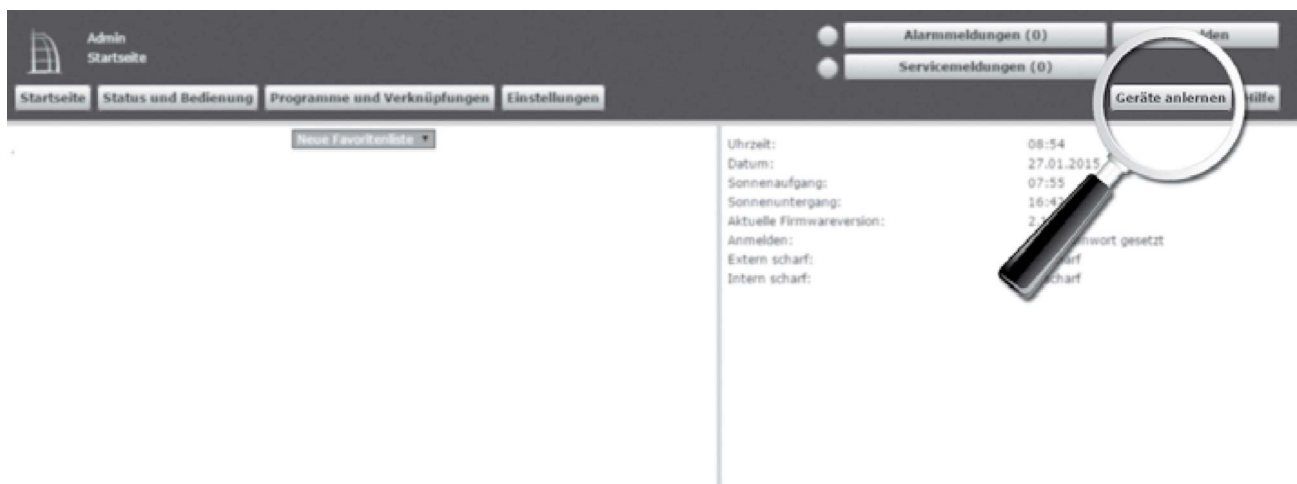 Admin
Startseite
Alarmmeldungen (0)
Servicemeldungen (0)
Startseite Status und Bedienung Programme und Verknüpfungen Einstellungen
Geräte anlernen Hilfe
Neue Favoritenliste
Uhrzeit: 08:54
Datum: 27.01.2015
Sonnenaufgang: 07:55
Sonnenuntergang:
Aktuelle Firmwareversion:
Anmelden: gesetzt
Extern scharf:
Intern scharf: